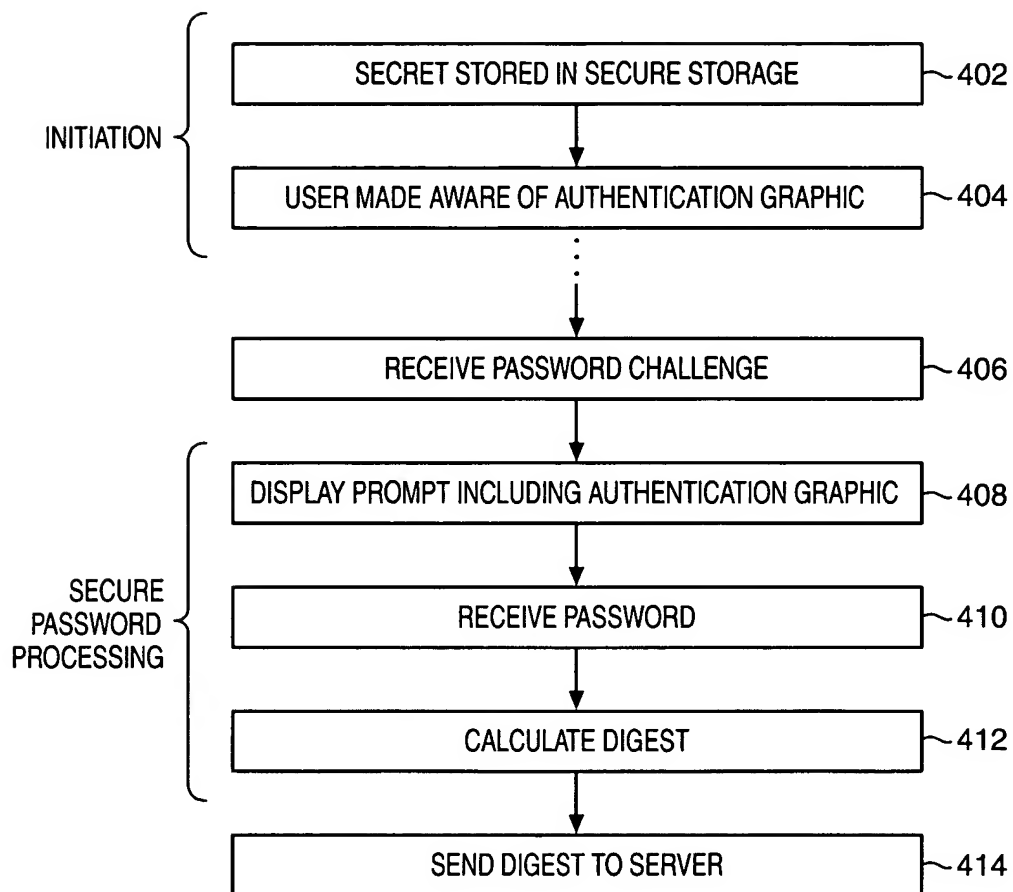 SECRET STORED IN SECURE STORAGE 402
INITIATION
USER MADE AWARE OF AUTHENTICATION GRAPHIC 404
RECEIVE PASSWORD CHALLENGE 406
DISPLAY PROMPT INCLUDING AUTHENTICATION GRAPHIC 408
SECURE
PASSWORD
PROCESSING
RECEIVE PASSWORD 410
CALCULATE DIGEST 412
SEND DIGEST TO SERVER 414